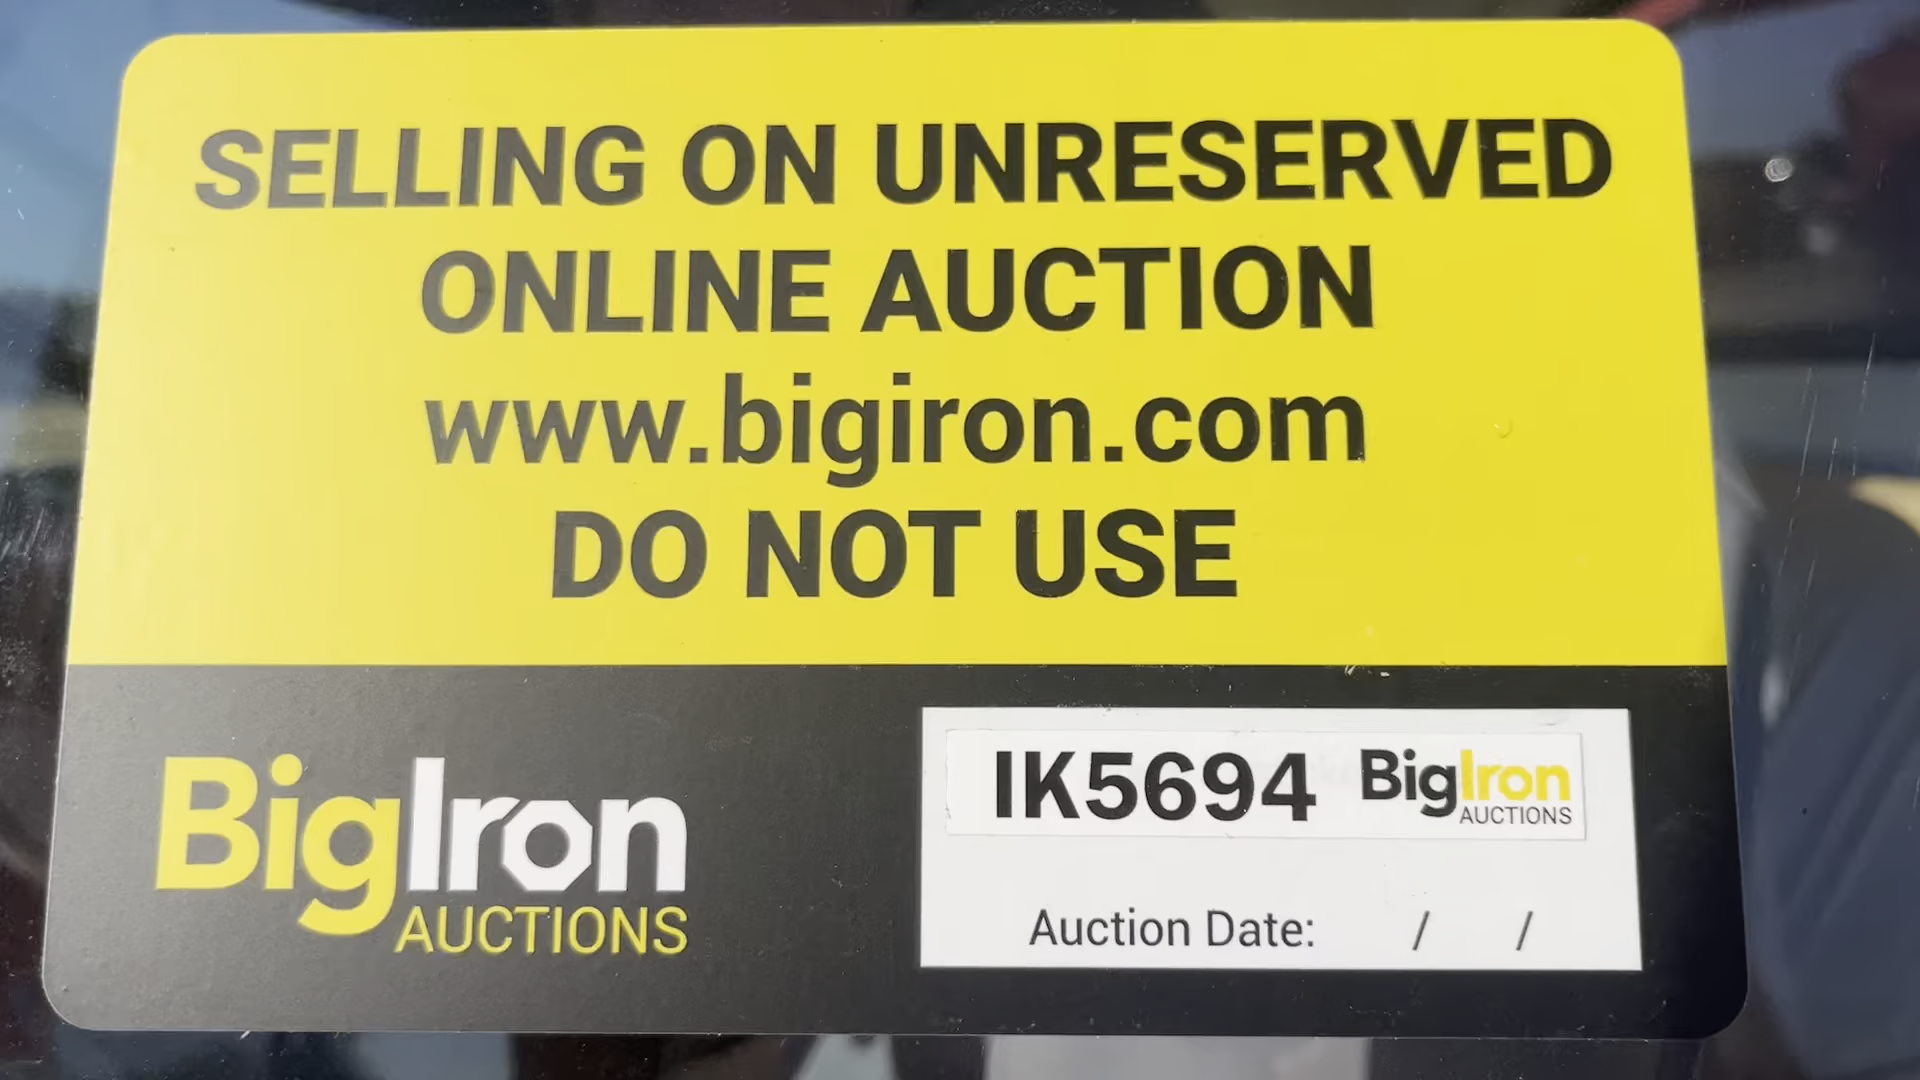 SELLING ON UNRESERVED
ONLINE AUCTION
www.bigiron.com
DO NOT USE
BigIron
AUCTIONS
IK5694 BigIron
AUCTIONS
Auction Date: / /